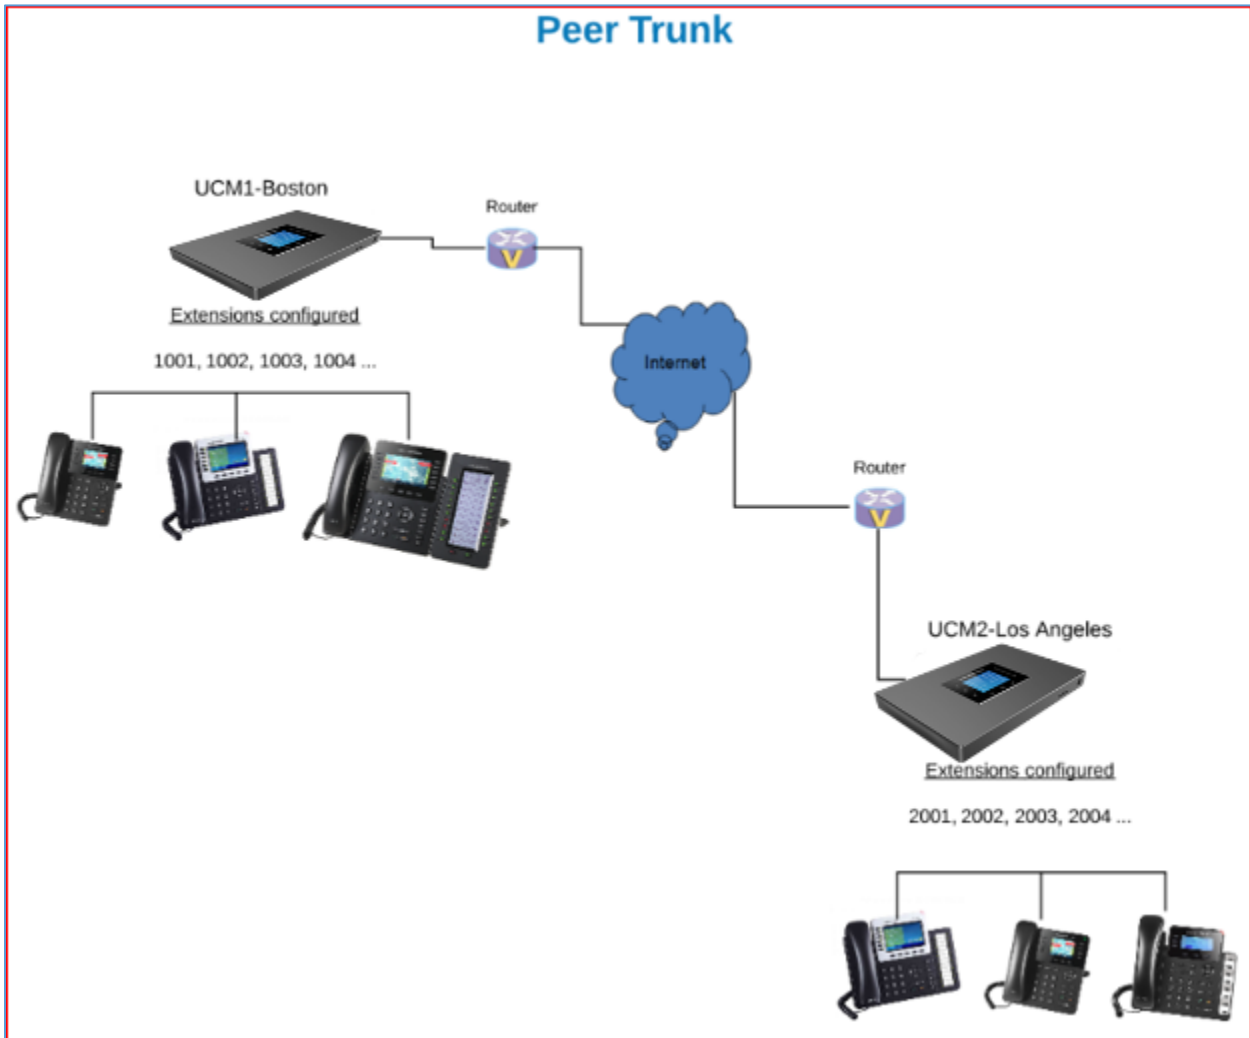 Peer Trunk
UCM1-Boston
Router
Extensions configured
1001, 1002, 1003, 1004 ...
Internet
Router
UCM2-Los Angeles
Extensions configured
2001, 2002, 2003, 2004 ...